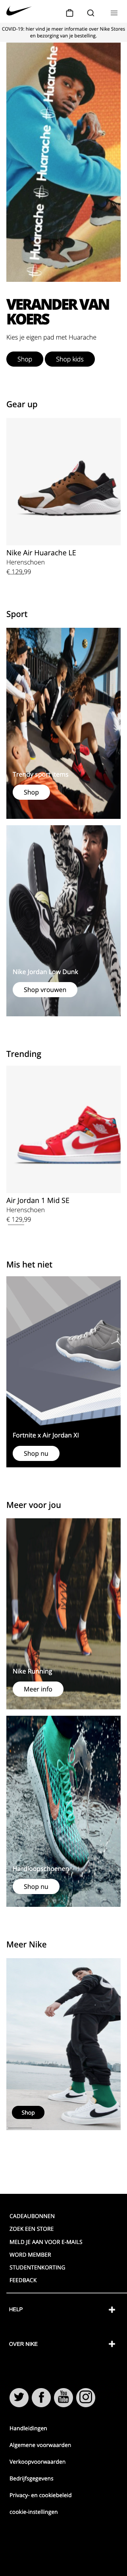 COVID-19: hier vind je meer informatie over Nike Stores
en bezorging van je bestelling.
Huarache
Huarache
Huarache
VERANDER VAN
KOERS
Kies je eigen pad met Huarache
Shop
Shop kids
Gear up
Nike Air Huarache LE
Herenschoen
€ 129,99
Sport
Trendy sport items
Shop
Nike Jordan Low Dunk
Shop vrouwen
Trending
Air Jordan 1 Mid SE
Herenschoen
€ 129,99
Mis het niet
Fortnite x Air Jordan XI
Shop nu
Meer voor jou
Nike Running
Meer info
Hardloopschoenen
Shop nu
Meer Nike
Shop
CADEAUBONNEN
ZOEK EEN STORE
MELD JE AAN VOOR E-MAILS
WORD MEMBER
STUDENTENKORTING
FEEDBACK
HELP
OVER NIKE
You
Tube
Handleidingen
Algemene voorwaarden
Verkoopvoorwaarden
Bedrijfsgegevens
Privacy- en cookiebeleid
cookie-instellingen